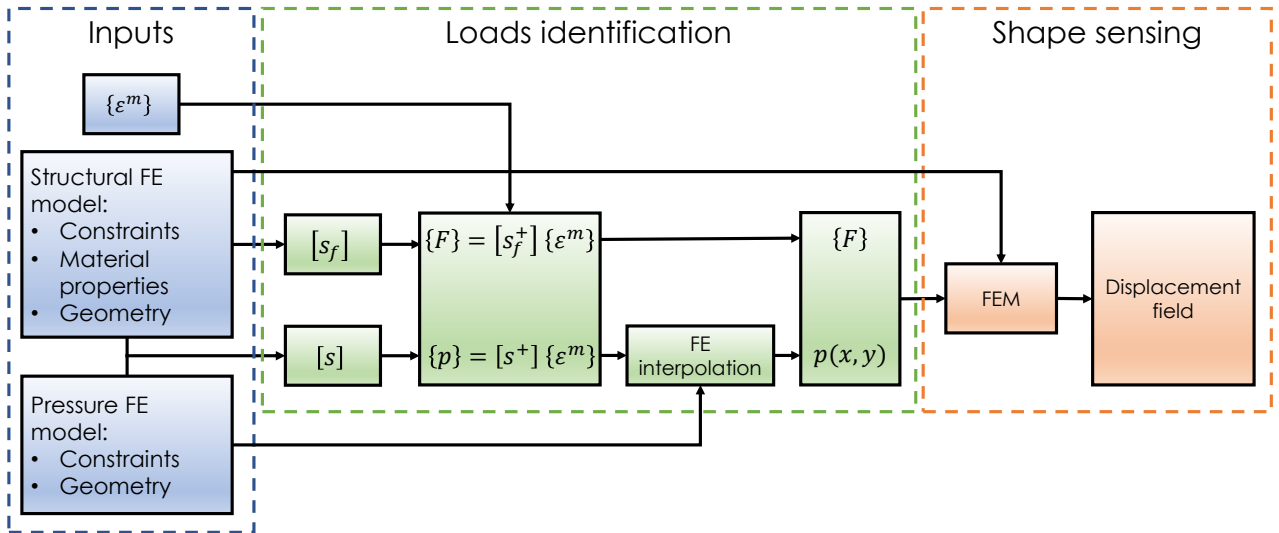 Inputs
Loads identification
Shape sensing
{ε^m}
Structural FE
model:
• Constraints
• Material
properties
• Geometry
[s_f]
{F} = [s_f^+] {ε^m}
{F}
FEM
Displacement
field
[s]
{p} = [s^+] {ε^m}
FE
interpolation
p(x, y)
Pressure FE
model:
• Constraints
• Geometry